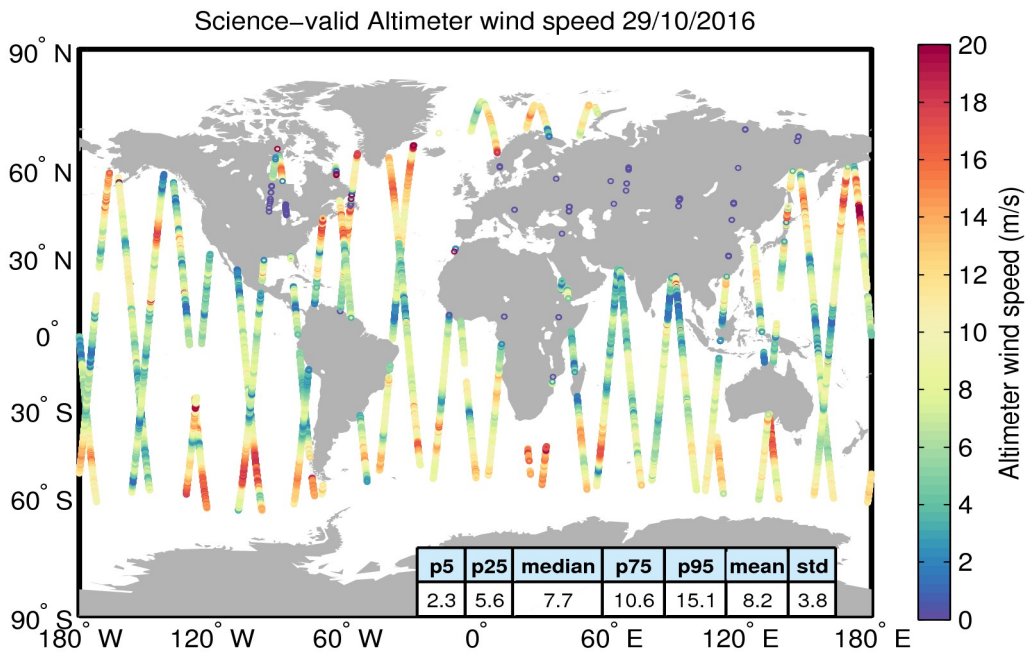 Science−valid Altimeter wind speed 29/10/2016
90° N
60° N
30° N
0°
30° S
60° S
90° S
180° W
120° W
60° W
0°
60° E
120° E
180° E
p5 p25 median p75 p95 mean std
2.3 5.6 7.7 10.6 15.1 8.2 3.8
20
18
16
14
12
10
8
6
4
2
0
Altimeter wind speed (m/s)